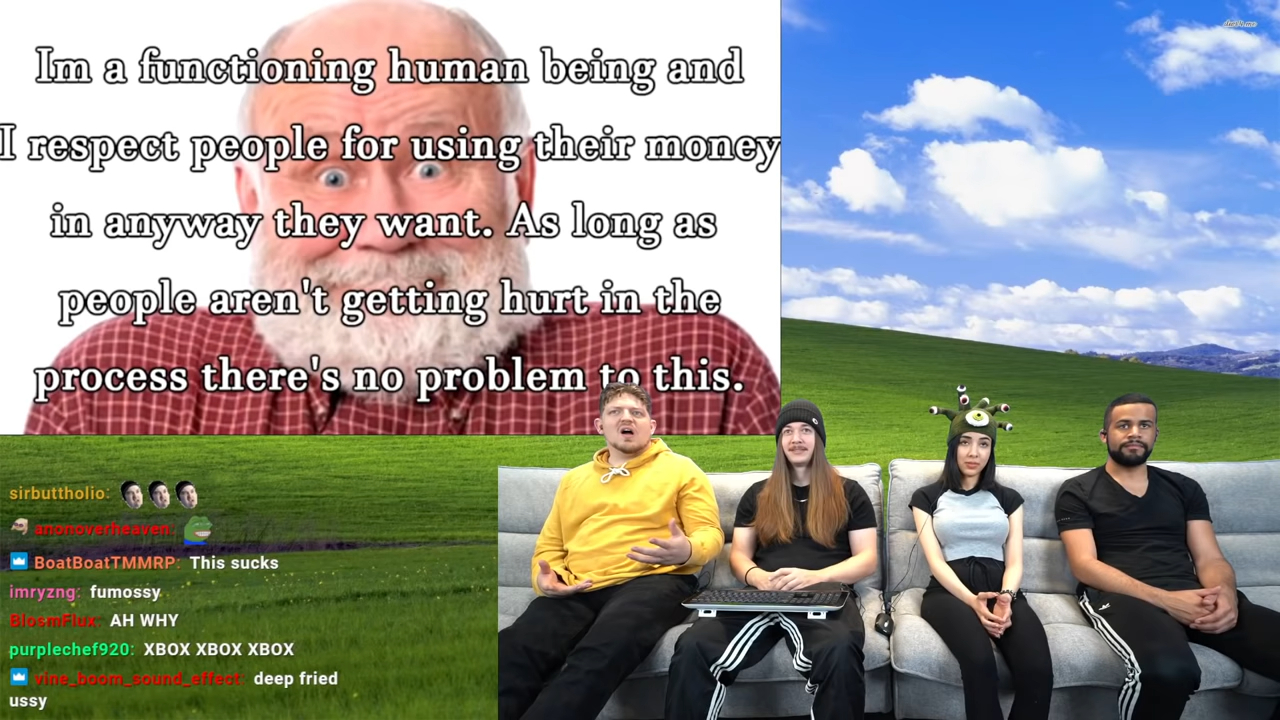 Im a functioning human being and
I respect people for using their money
in anyway they want. As long as
people aren't getting hurt in the
process there's no problem to this.
sirbuttholio:
anonoverheaven:
BoatBoatTMMRP: This sucks
imryzng: fumossy
BlosmFlux: AH WHY
purplechef920: XBOX XBOX XBOX
vine_boom_sound_effect: deep fried
ussy